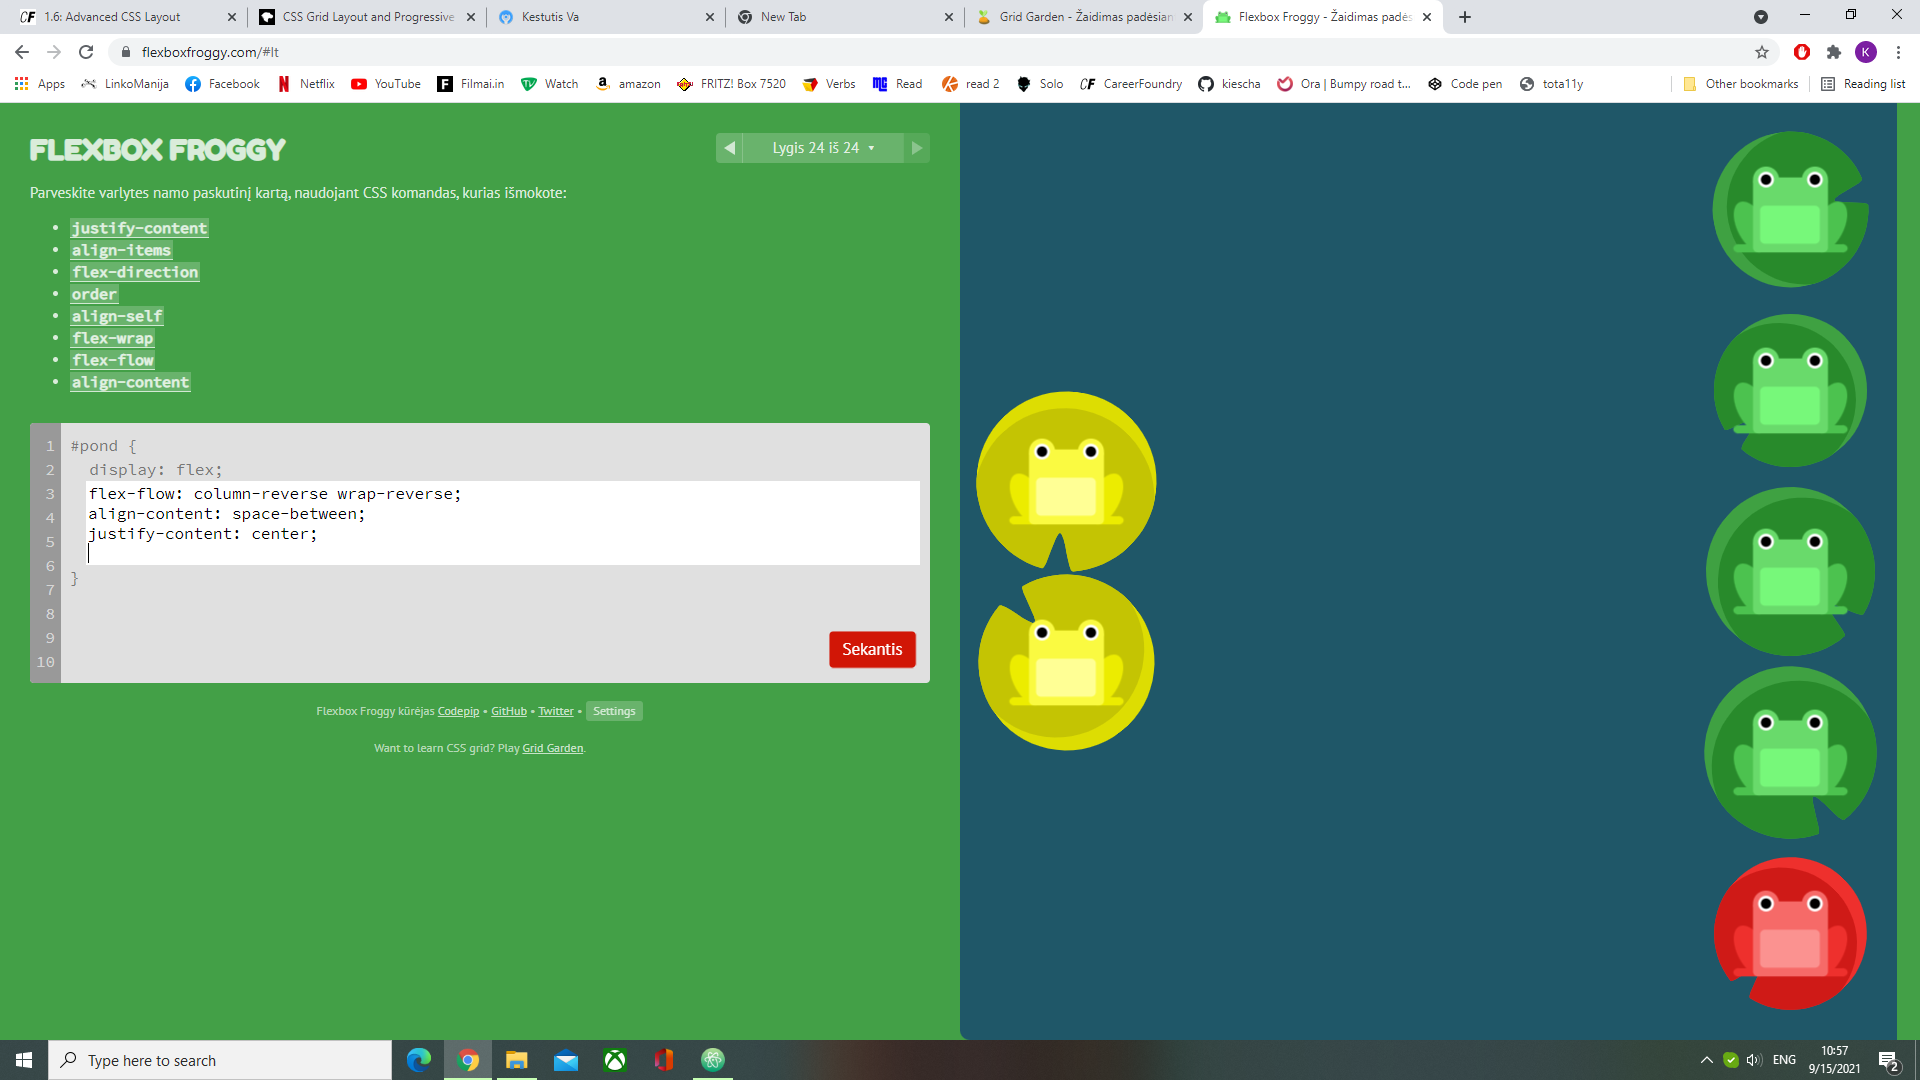 1.6: Advanced CSS Layout
CSS Grid Layout and Progressive
Kestutis Va
New Tab
Grid Garden - Žaidimas padėsian
Flexbox Froggy - Žaidimas padės
flexboxfroggy.com/#lt
K
Apps
LinkoManija
Facebook
Netflix
YouTube
Filmai.in
Watch
amazon
FRITZ! Box 7520
Verbs
Read
read 2
Solo
CareerFoundry
kiescha
Ora | Bumpy road t...
Code pen
tota11y
Other bookmarks
Reading list
FLEXBOX FROGGY
Lygis 24 iš 24
Parveskite varlytes namo paskutinį kartą, naudojant CSS komandas, kurias išmokote:
justify-content
align-items
flex-direction
order
align-self
flex-wrap
flex-flow
align-content
1 #pond {
2 display: flex;
3 flex-flow: column-reverse wrap-reverse;
4 align-content: space-between;
5 justify-content: center;
6
7 }
8
9
10
Sekantis
Flexbox Froggy kūrėjas Codepip • GitHub • Twitter • Settings
Want to learn CSS grid? Play Grid Garden.
Type here to search
ENG
10:57
9/15/2021
2